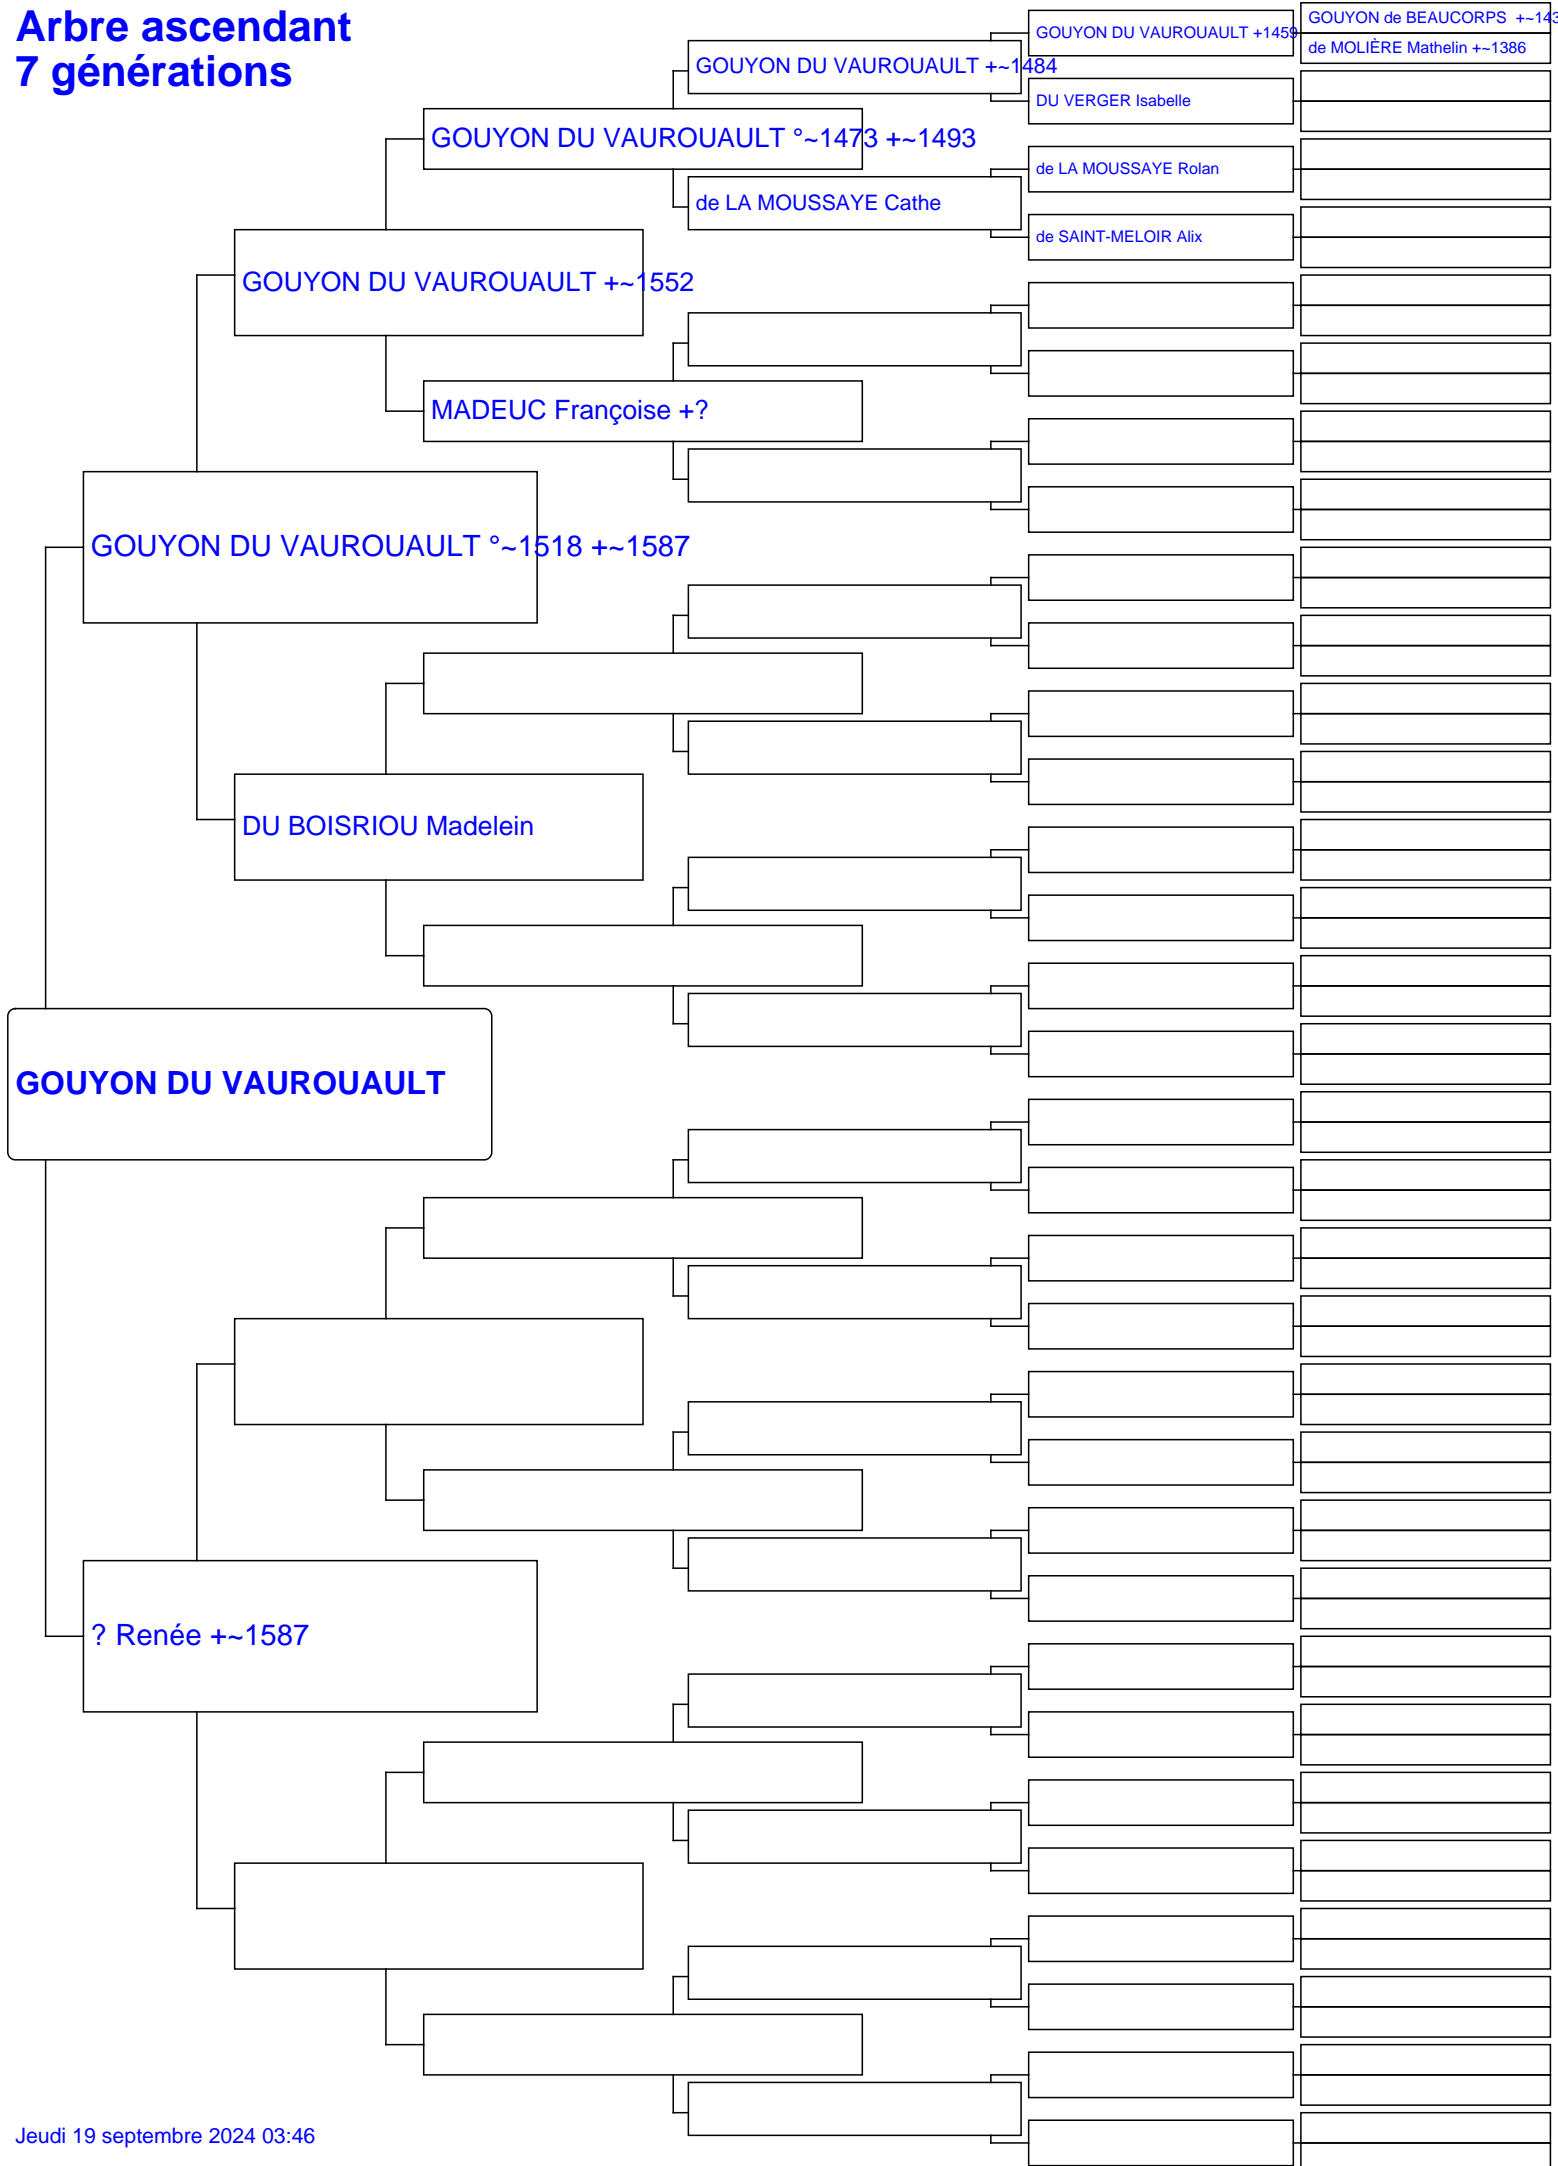 Arbre ascendant
7 générations
GOUYON DU VAUROUAULT +1459
GOUYON de BEAUCORPS +~143
de MOLIÈRE Mathelin +~1386
GOUYON DU VAUROUAULT +~1484
DU VERGER Isabelle
GOUYON DU VAUROUAULT °~1473 +~1493
de LA MOUSSAYE Rolan
de LA MOUSSAYE Cathe
de SAINT-MELOIR Alix
GOUYON DU VAUROUAULT +~1552
MADEUC Françoise +?
GOUYON DU VAUROUAULT °~1518 +~1587
DU BOISRIOU Madelein
GOUYON DU VAUROUAULT
? Renée +~1587
Jeudi 19 septembre 2024 03:46